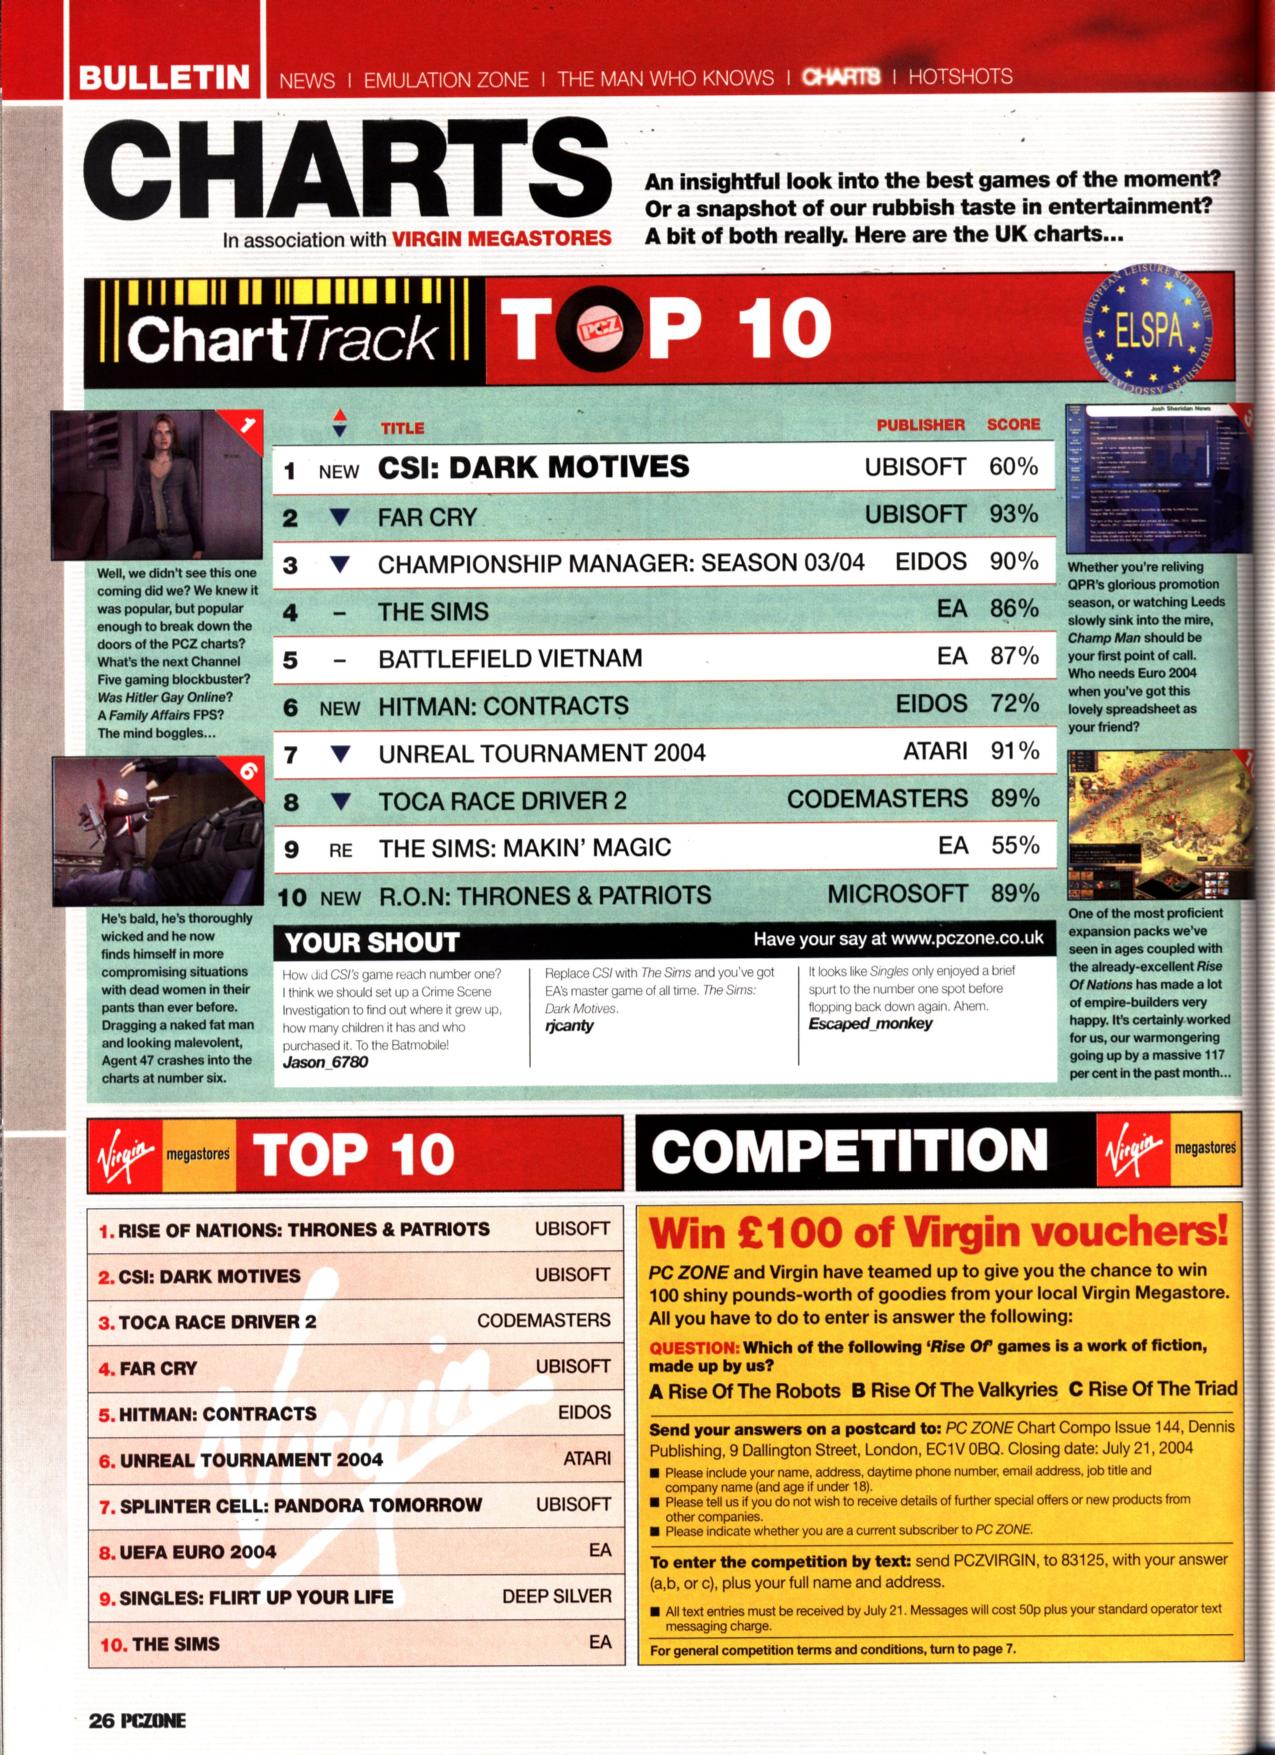 BULLETIN
NEWS | EMULATION ZONE | THE MAN WHO KNOWS | CHARTS | HOTSHOTS
CHARTS
In association with VIRGIN MEGASTORES
An insightful look into the best games of the moment?
Or a snapshot of our rubbish taste in entertainment?
A bit of both really. Here are the UK charts...
ChartTrack
TOP 10
PCZ
EUROPEAN LEISURE SOFTWARE PUBLISHERS ASSOCIATION LTD
ELSPA
1
Well, we didn't see this one
coming did we? We knew it
was popular, but popular
enough to break down the
doors of the PCZ charts?
What's the next Channel
Five gaming blockbuster?
Was Hitler Gay Online?
A Family Affairs FPS?
The mind boggles...
6
He's bald, he's thoroughly
wicked and he now
finds himself in more
compromising situations
with dead women in their
pants than ever before.
Dragging a naked fat man
and looking malevolent,
Agent 47 crashes into the
charts at number six.
TITLE PUBLISHER SCORE
1 NEW CSI: DARK MOTIVES UBISOFT 60%
2 ▼ FAR CRY UBISOFT 93%
3 ▼ CHAMPIONSHIP MANAGER: SEASON 03/04 EIDOS 90%
4 – THE SIMS EA 86%
5 – BATTLEFIELD VIETNAM EA 87%
6 NEW HITMAN: CONTRACTS EIDOS 72%
7 ▼ UNREAL TOURNAMENT 2004 ATARI 91%
8 ▼ TOCA RACE DRIVER 2 CODEMASTERS 89%
9 RE THE SIMS: MAKIN' MAGIC EA 55%
10 NEW R.O.N: THRONES & PATRIOTS MICROSOFT 89%
YOUR SHOUT
Have your say at www.pczone.co.uk
How did CSI's game reach number one?
I think we should set up a Crime Scene
Investigation to find out where it grew up,
how many children it has and who
purchased it. To the Batmobile!
Jason_6780
Replace CSI with The Sims and you've got
EA's master game of all time. The Sims:
Dark Motives.
rjcanty
It looks like Singles only enjoyed a brief
spurt to the number one spot before
flopping back down again. Ahem.
Escaped_monkey
Josh Sheridan News
Whether you're reliving
QPR's glorious promotion
season, or watching Leeds
slowly sink into the mire,
Champ Man should be
your first point of call.
Who needs Euro 2004
when you've got this
lovely spreadsheet as
your friend?
One of the most proficient
expansion packs we've
seen in ages coupled with
the already-excellent Rise
Of Nations has made a lot
of empire-builders very
happy. It's certainly worked
for us, our warmongering
going up by a massive 117
per cent in the past month...
Virgin megastores TOP 10
1. RISE OF NATIONS: THRONES & PATRIOTS UBISOFT
2. CSI: DARK MOTIVES UBISOFT
3. TOCA RACE DRIVER 2 CODEMASTERS
4. FAR CRY UBISOFT
5. HITMAN: CONTRACTS EIDOS
6. UNREAL TOURNAMENT 2004 ATARI
7. SPLINTER CELL: PANDORA TOMORROW UBISOFT
8. UEFA EURO 2004 EA
9. SINGLES: FLIRT UP YOUR LIFE DEEP SILVER
10. THE SIMS EA
Virgin
COMPETITION Virgin megastores
Win £100 of Virgin vouchers!
PC ZONE and Virgin have teamed up to give you the chance to win
100 shiny pounds-worth of goodies from your local Virgin Megastore.
All you have to do to enter is answer the following:
QUESTION: Which of the following 'Rise Of' games is a work of fiction,
made up by us?
A Rise Of The Robots B Rise Of The Valkyries C Rise Of The Triad
Send your answers on a postcard to: PC ZONE Chart Compo Issue 144, Dennis
Publishing, 9 Dallington Street, London, EC1V 0BQ. Closing date: July 21, 2004
■ Please include your name, address, daytime phone number, email address, job title and
company name (and age if under 18).
■ Please tell us if you do not wish to receive details of further special offers or new products from
other companies.
■ Please indicate whether you are a current subscriber to PC ZONE.
To enter the competition by text: send PCZVIRGIN, to 83125, with your answer
(a,b, or c), plus your full name and address.
■ All text entries must be received by July 21. Messages will cost 50p plus your standard operator text
messaging charge.
For general competition terms and conditions, turn to page 7.
26 PCZONE